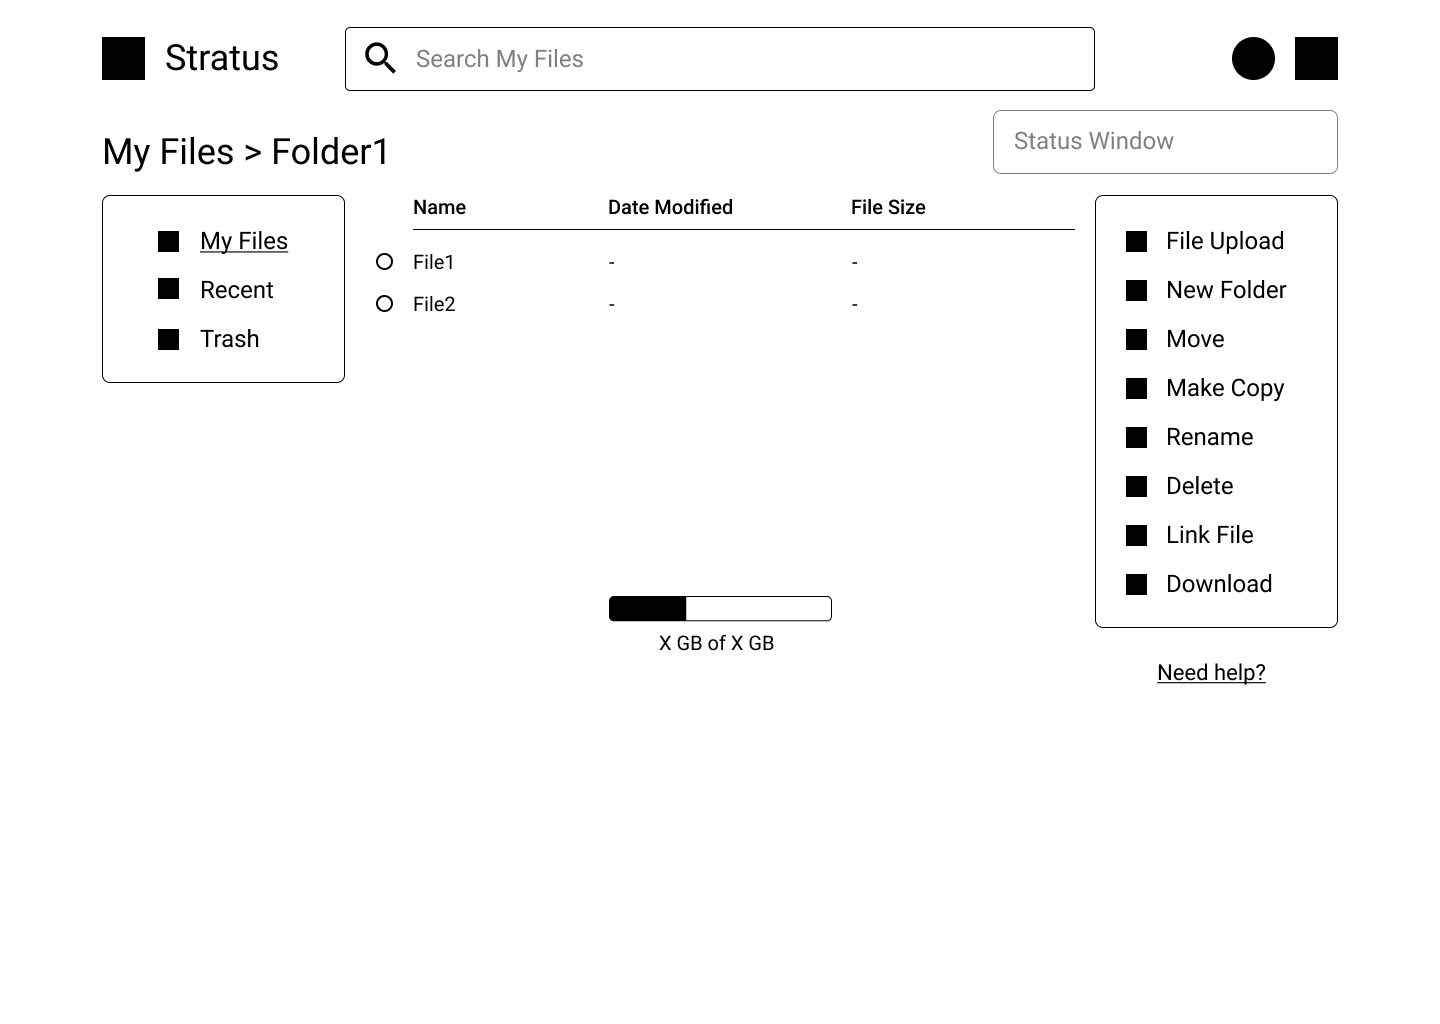 Stratus
Search My Files
Status Window
My Files > Folder1
My Files
Recent
Trash
Name Date Modified File Size
File1 - -
File2 - -
X GB of X GB
File Upload
New Folder
Move
Make Copy
Rename
Delete
Link File
Download
Need help?